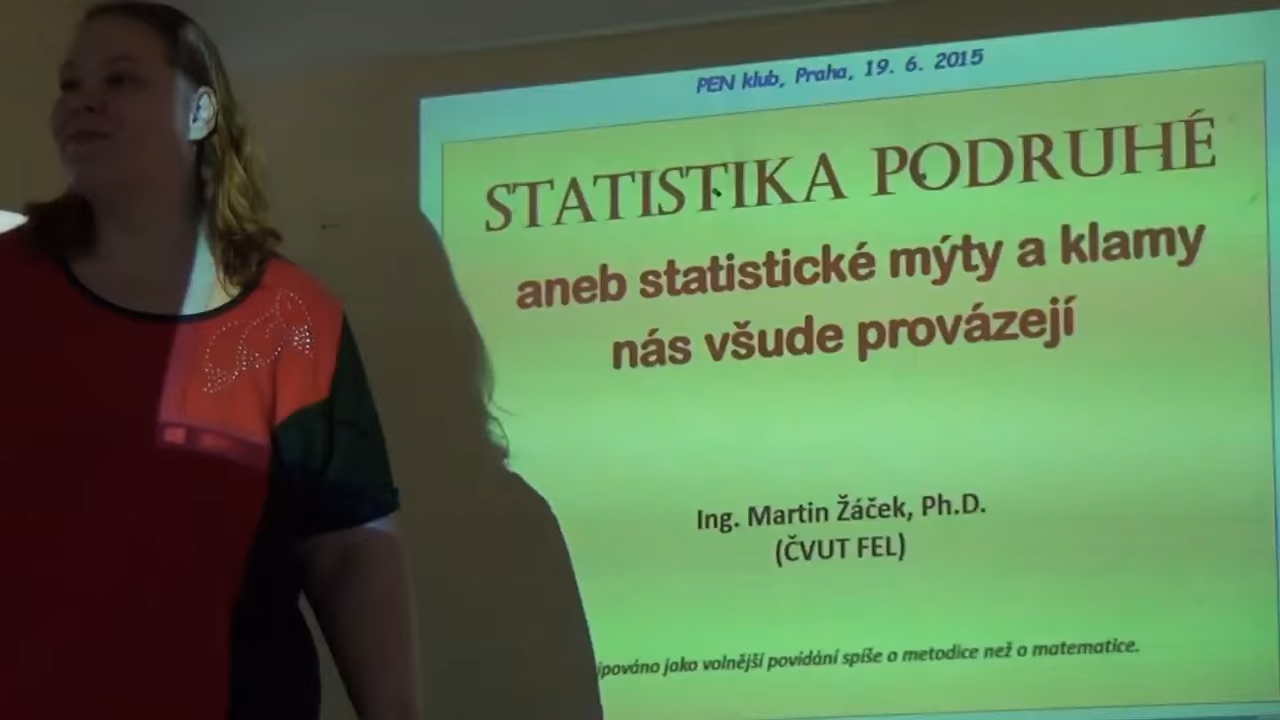 PEN klub, Praha, 19. 6. 2015
STATISTIKA PODRUHÉ
aneb statistické mýty a klamy
nás všude provázejí
Ing. Martin Žáček, Ph.D.
(ČVUT FEL)
jako volnější povídání spíše o metodice než o matematice.